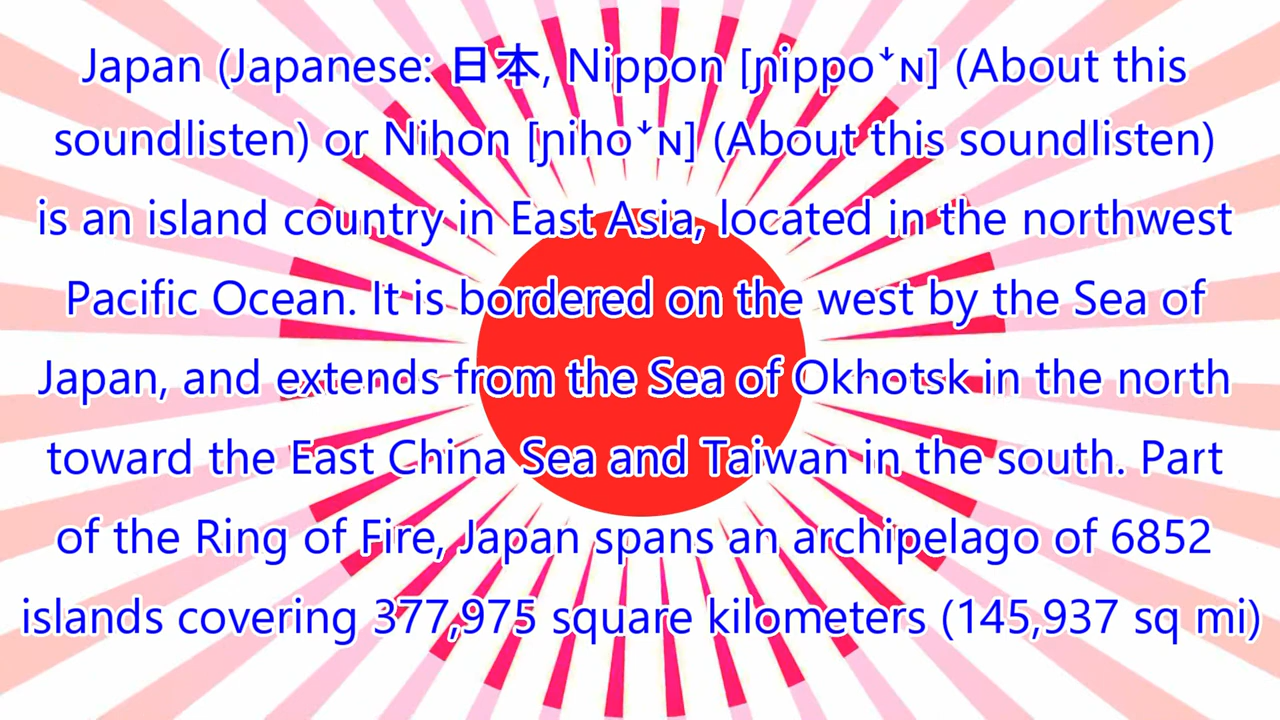 Japan (Japanese: 日本, Nippon [ɲippoꜜɴ] (About this
soundlisten) or Nihon [ɲihoꜜɴ] (About this soundlisten)
is an island country in East Asia, located in the northwest
Pacific Ocean. It is bordered on the west by the Sea of
Japan, and extends from the Sea of Okhotsk in the north
toward the East China Sea and Taiwan in the south. Part
of the Ring of Fire, Japan spans an archipelago of 6852
islands covering 377,975 square kilometers (145,937 sq mi)